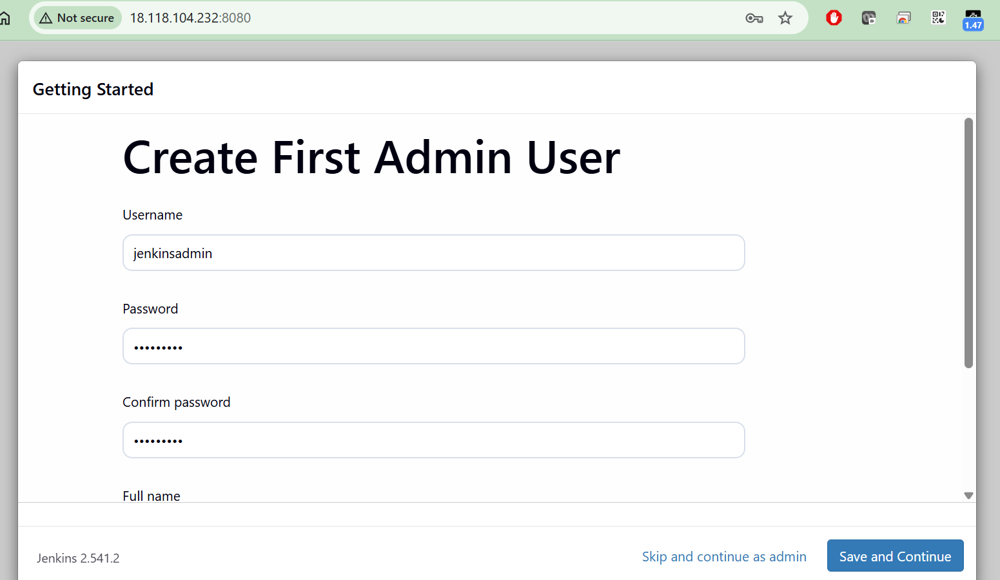 Not secure 18.118.104.232:8080
1.47
Getting Started
Create First Admin User
Username
jenkinsadmin
Password
•••••••••
Confirm password
•••••••••
Full name
Jenkins 2.541.2
Skip and continue as admin
Save and Continue